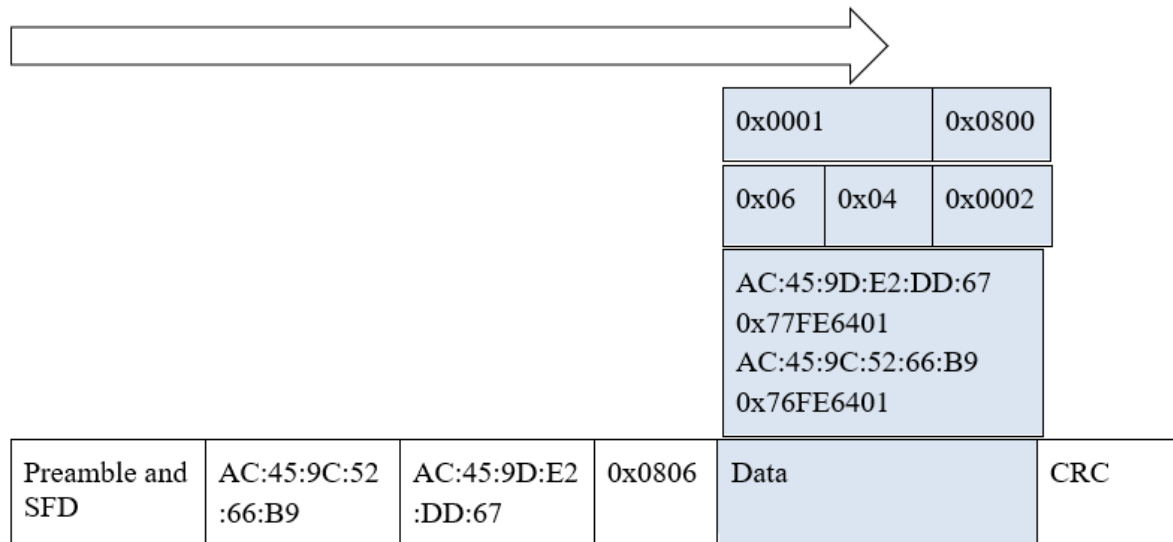 0x0001 0x0800
0x06 0x04 0x0002
AC:45:9D:E2:DD:67
0x77FE6401
AC:45:9C:52:66:B9
0x76FE6401
Preamble and SFD AC:45:9C:52:66:B9 AC:45:9D:E2:DD:67 0x0806 Data CRC